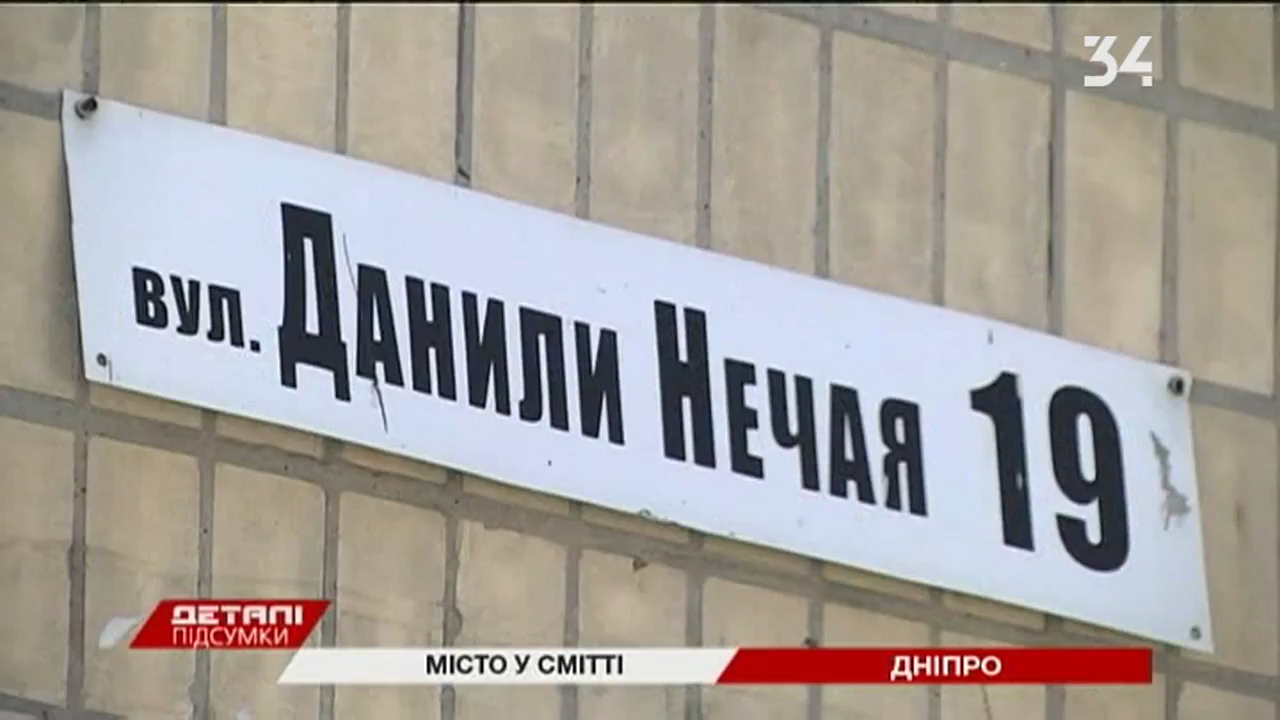 34
вул. Данили Нечая 19
ДЕТАЛІ
ПІДСУМКИ
МІСТО У СМІТТІ
ДНІПРО